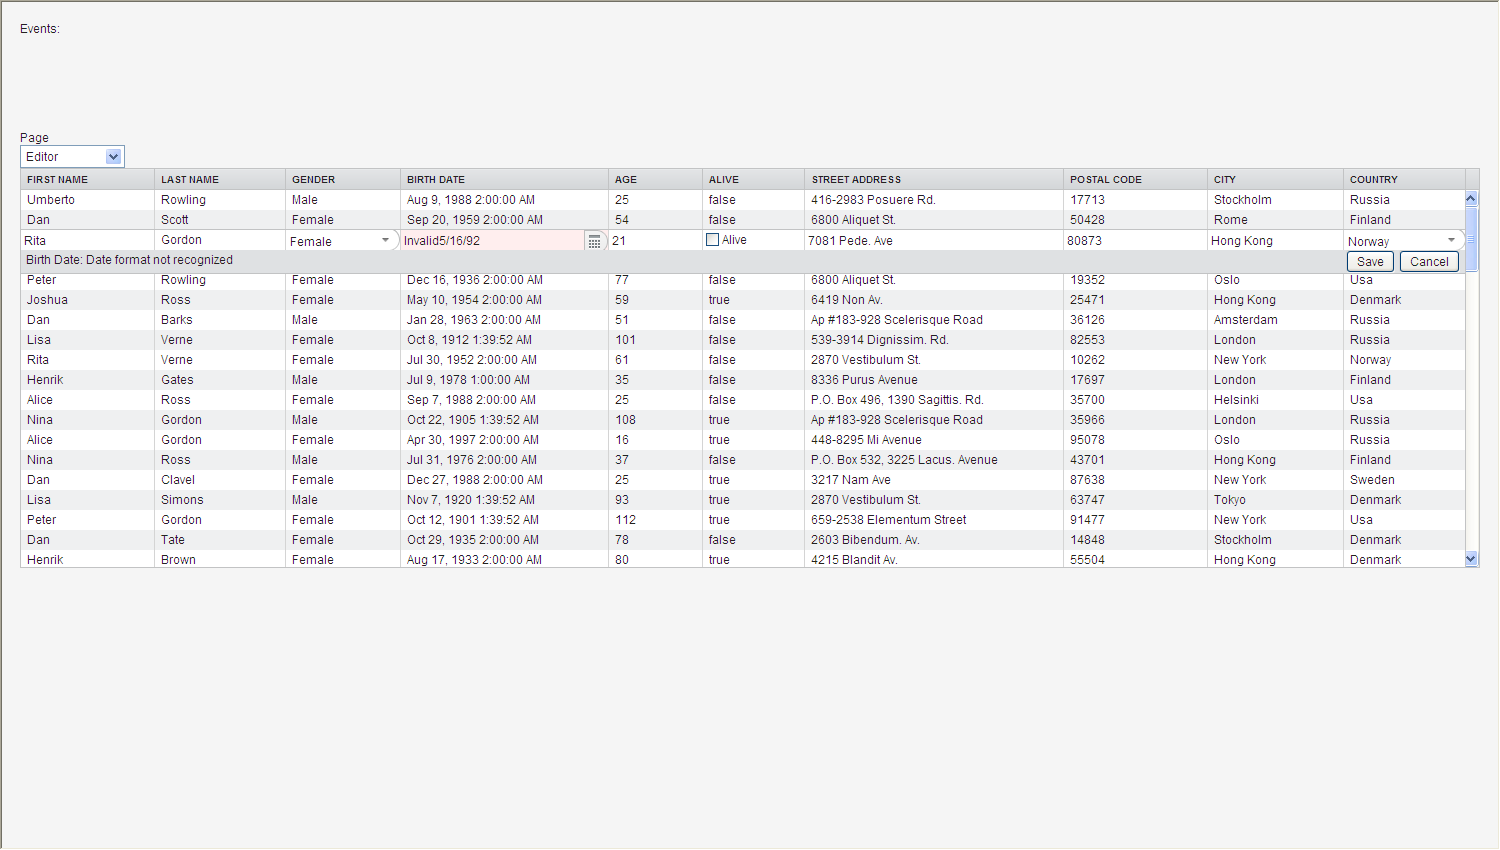 Events:
Page
Editor
FIRST NAME LAST NAME GENDER BIRTH DATE AGE ALIVE STREET ADDRESS POSTAL CODE CITY COUNTRY
Umberto Rowling Male Aug 9, 1988 2:00:00 AM 25 false 416-2983 Posuere Rd. 17713 Stockholm Russia
Dan Scott Female Sep 20, 1959 2:00:00 AM 54 false 6800 Aliquet St. 50428 Rome Finland
Rita Gordon Female Invalid5/16/92 21 Alive 7081 Pede. Ave 80873 Hong Kong Norway
Birth Date: Date format not recognized Save Cancel
Peter Rowling Female Dec 16, 1936 2:00:00 AM 77 false 6800 Aliquet St. 19352 Oslo Usa
Joshua Ross Female May 10, 1954 2:00:00 AM 59 true 6419 Non Av. 25471 Hong Kong Denmark
Dan Barks Male Jan 28, 1963 2:00:00 AM 51 false Ap #183-928 Scelerisque Road 36126 Amsterdam Russia
Lisa Verne Female Oct 8, 1912 1:39:52 AM 101 false 539-3914 Dignissim. Rd. 82553 London Russia
Rita Verne Female Jul 30, 1952 2:00:00 AM 61 false 2870 Vestibulum St. 10262 New York Norway
Henrik Gates Male Jul 9, 1978 1:00:00 AM 35 false 8336 Purus Avenue 17697 London Finland
Alice Ross Female Sep 7, 1988 2:00:00 AM 25 false P.O. Box 496, 1390 Sagittis. Rd. 35700 Helsinki Usa
Nina Gordon Male Oct 22, 1905 1:39:52 AM 108 true Ap #183-928 Scelerisque Road 35966 London Russia
Alice Gordon Female Apr 30, 1997 2:00:00 AM 16 true 448-8295 Mi Avenue 95078 Oslo Russia
Nina Ross Male Jul 31, 1976 2:00:00 AM 37 false P.O. Box 532, 3225 Lacus. Avenue 43701 Hong Kong Finland
Dan Clavel Female Dec 27, 1988 2:00:00 AM 25 true 3217 Nam Ave 87638 New York Sweden
Lisa Simons Male Nov 7, 1920 1:39:52 AM 93 true 2870 Vestibulum St. 63747 Tokyo Denmark
Peter Gordon Female Oct 12, 1901 1:39:52 AM 112 true 659-2538 Elementum Street 91477 New York Usa
Dan Tate Female Oct 29, 1935 2:00:00 AM 78 false 2603 Bibendum. Av. 14848 Stockholm Denmark
Henrik Brown Female Aug 17, 1933 2:00:00 AM 80 true 4215 Blandit Av. 55504 Hong Kong Denmark